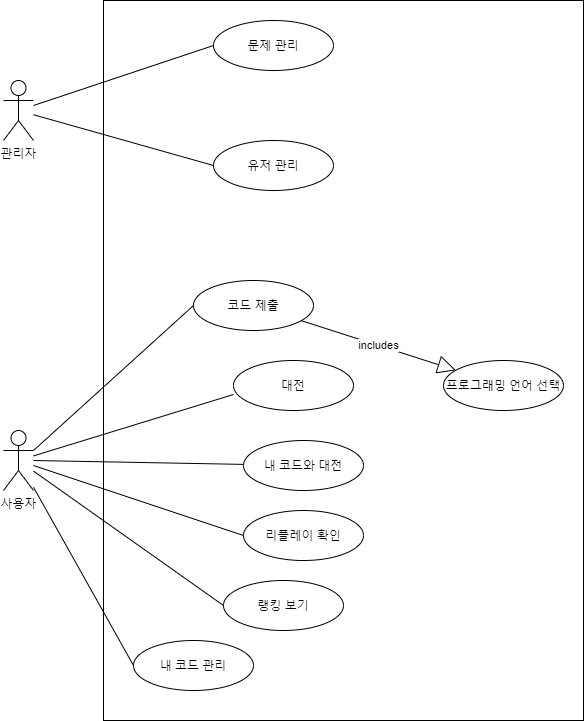 문제 관리
관리자
유저 관리
코드 제출
includes
대전
프로그래밍 언어 선택
내 코드와 대전
사용자
리플레이 확인
랭킹 보기
내 코드 관리